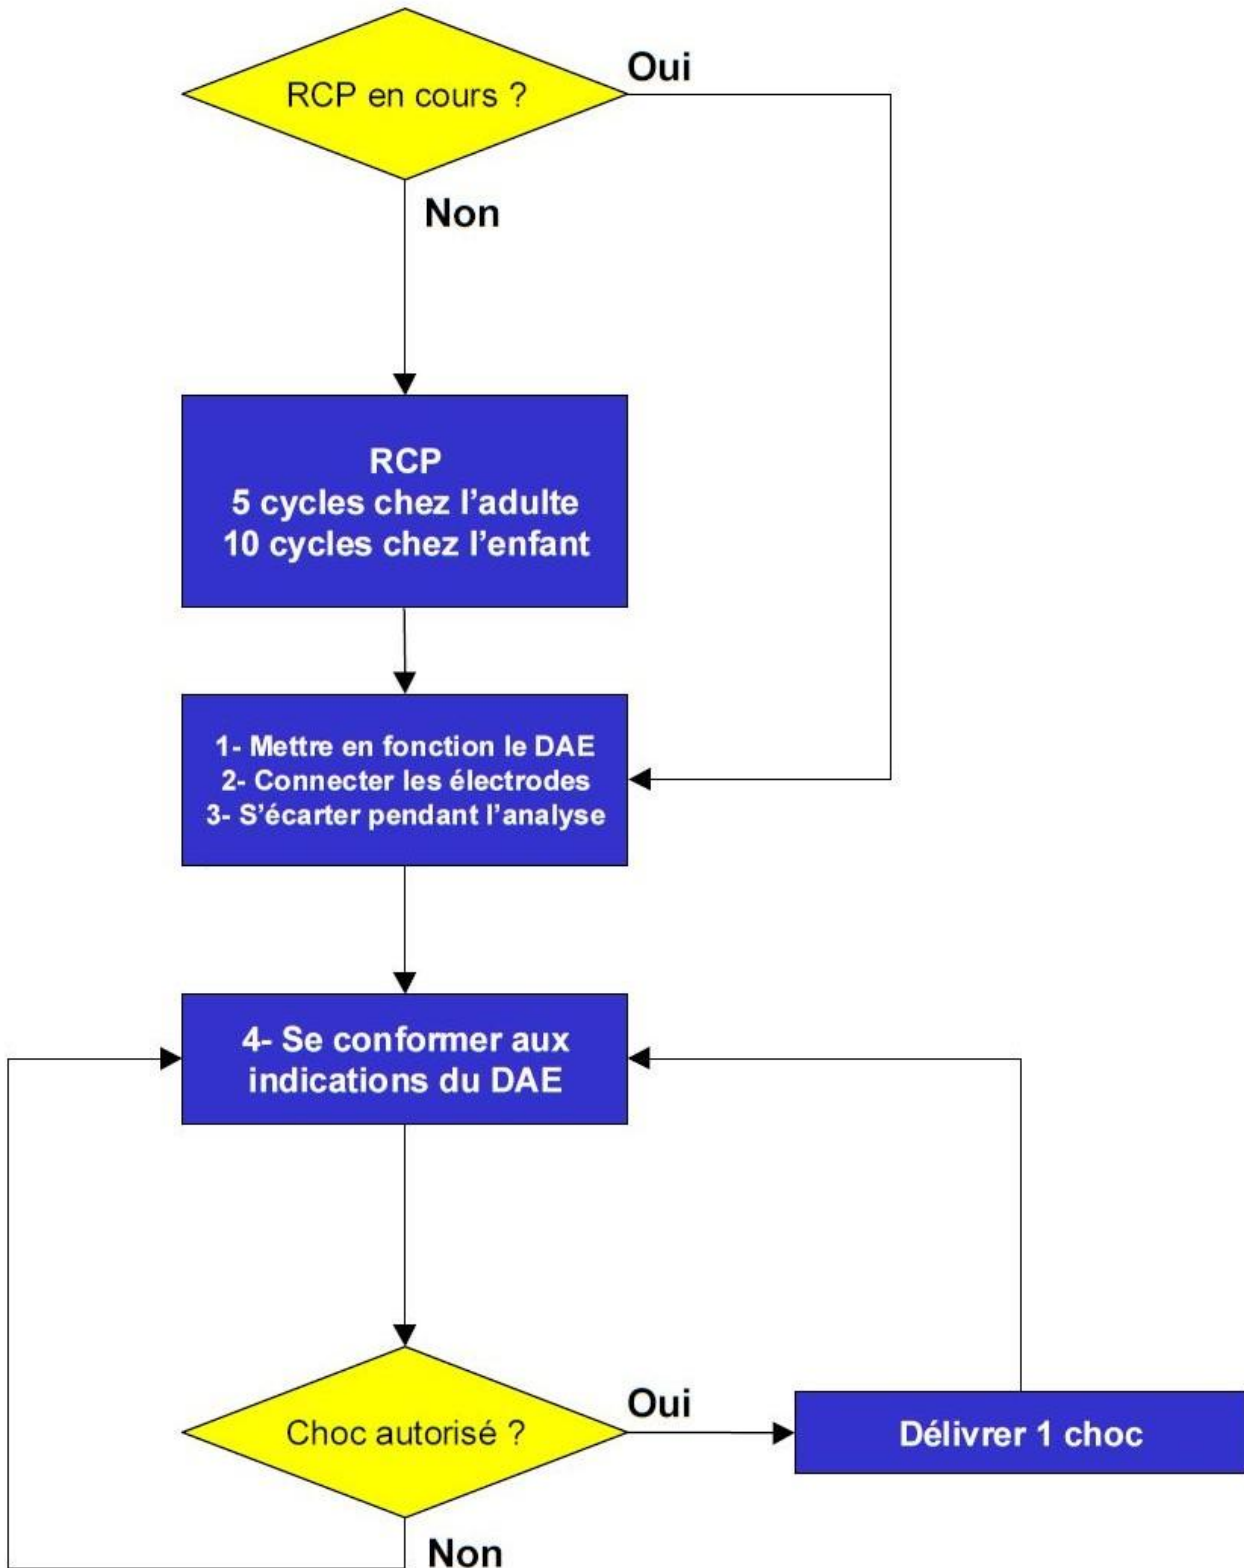 RCP en cours ?
Oui
Non
RCP
5 cycles chez l'adulte
10 cycles chez l'enfant
1- Mettre en fonction le DAE
2- Connecter les électrodes
3- S'écarter pendant l'analyse
4- Se conformer aux
indications du DAE
Choc autorisé ?
Oui
Délivrer 1 choc
Non